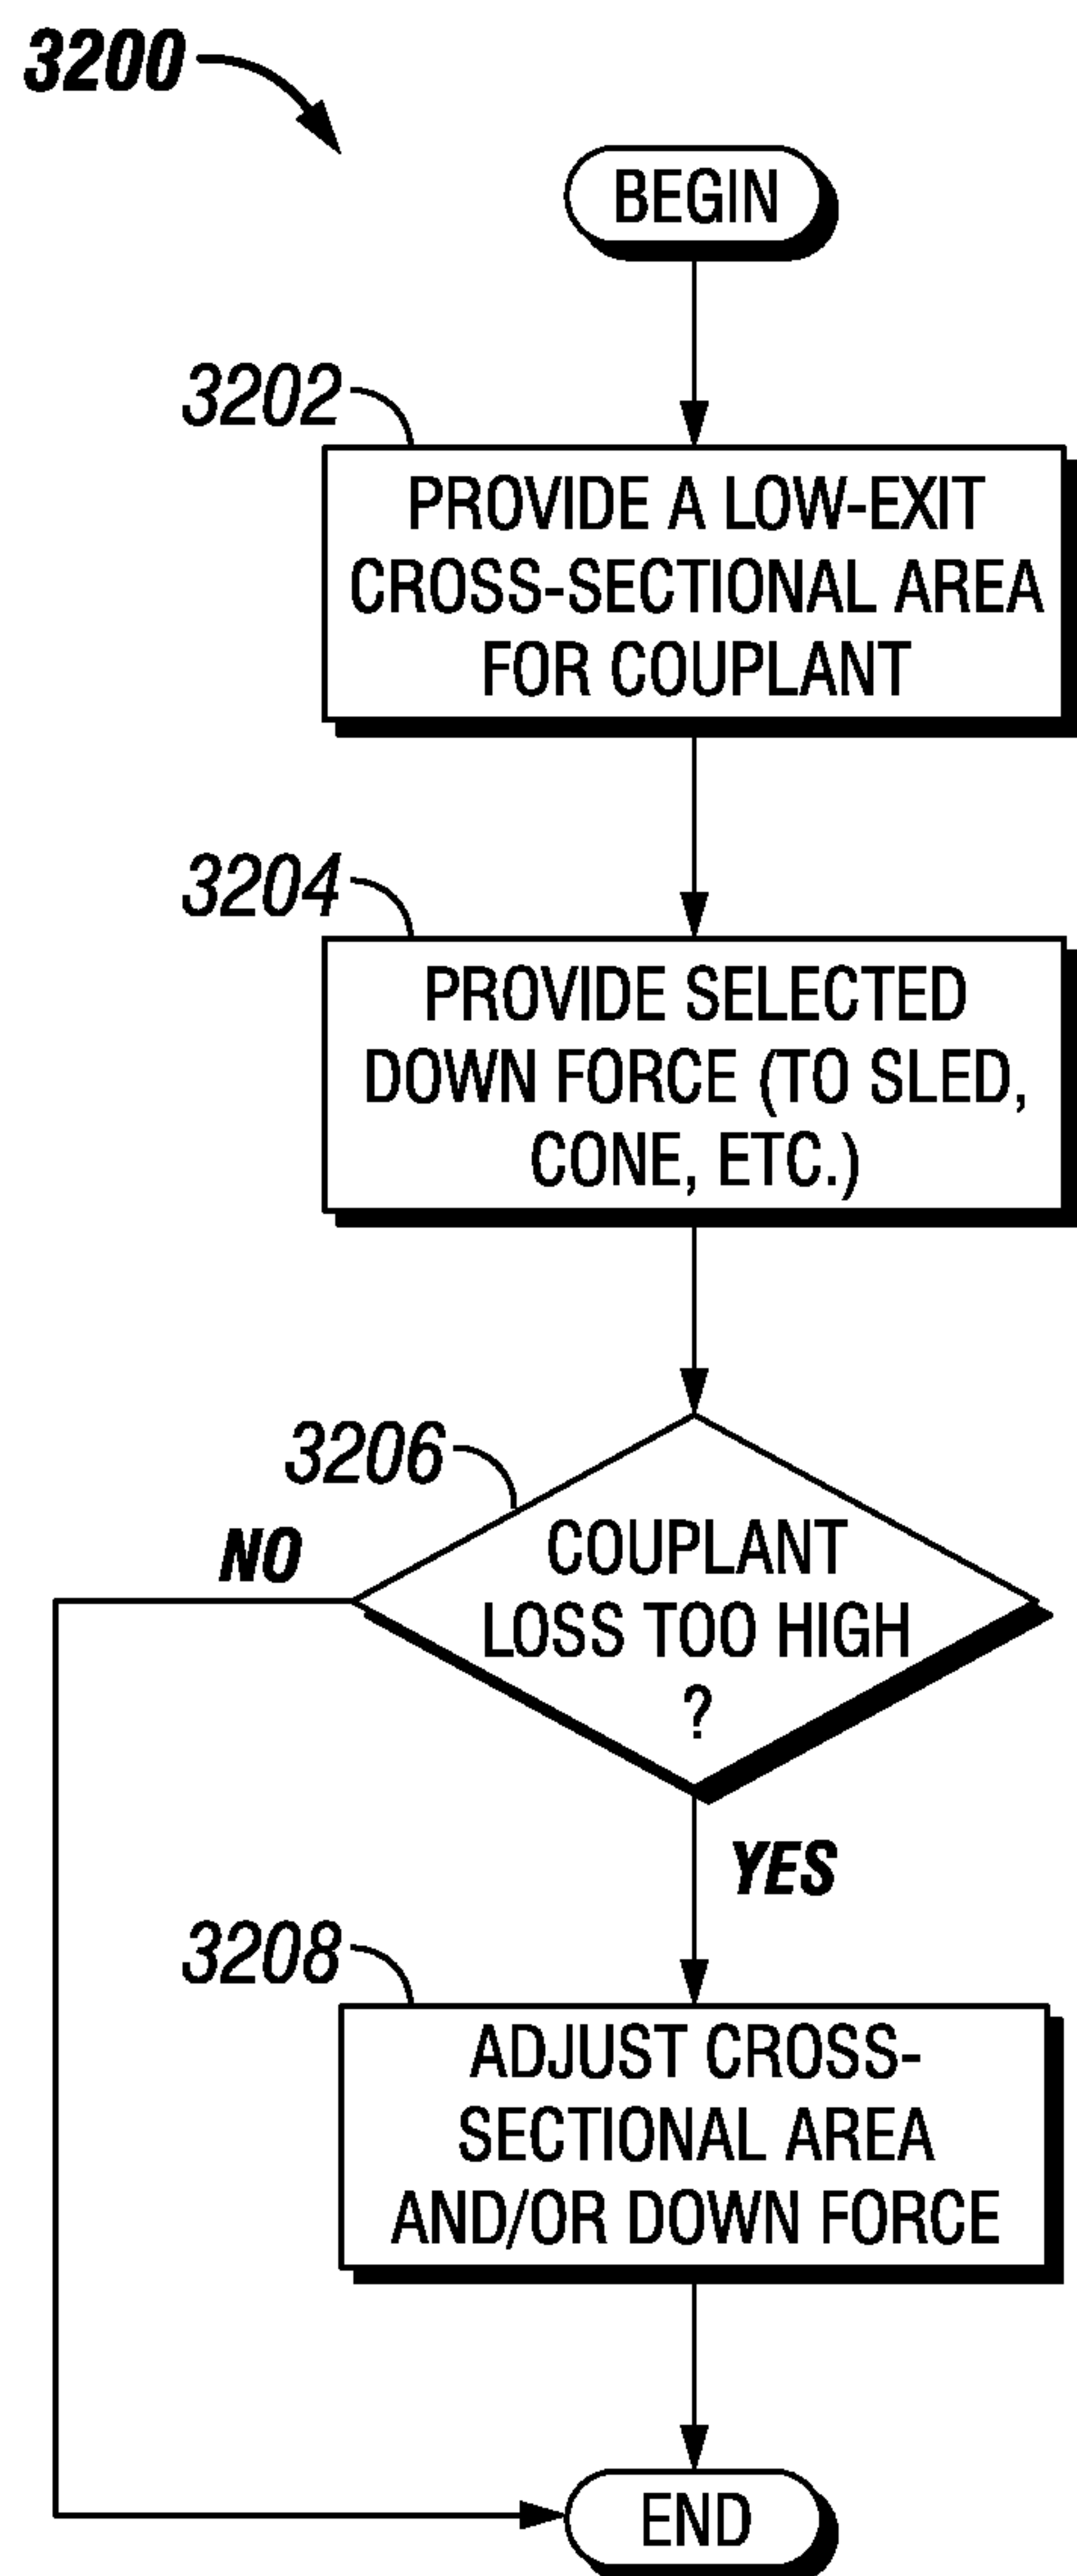 3200
BEGIN
3202
PROVIDE A LOW-EXIT
CROSS-SECTIONAL AREA
FOR COUPLANT
3204
PROVIDE SELECTED
DOWN FORCE (TO SLED,
CONE, ETC.)
3206
NO
COUPLANT
LOSS TOO HIGH
?
YES
3208
ADJUST CROSS-
SECTIONAL AREA
AND/OR DOWN FORCE
END